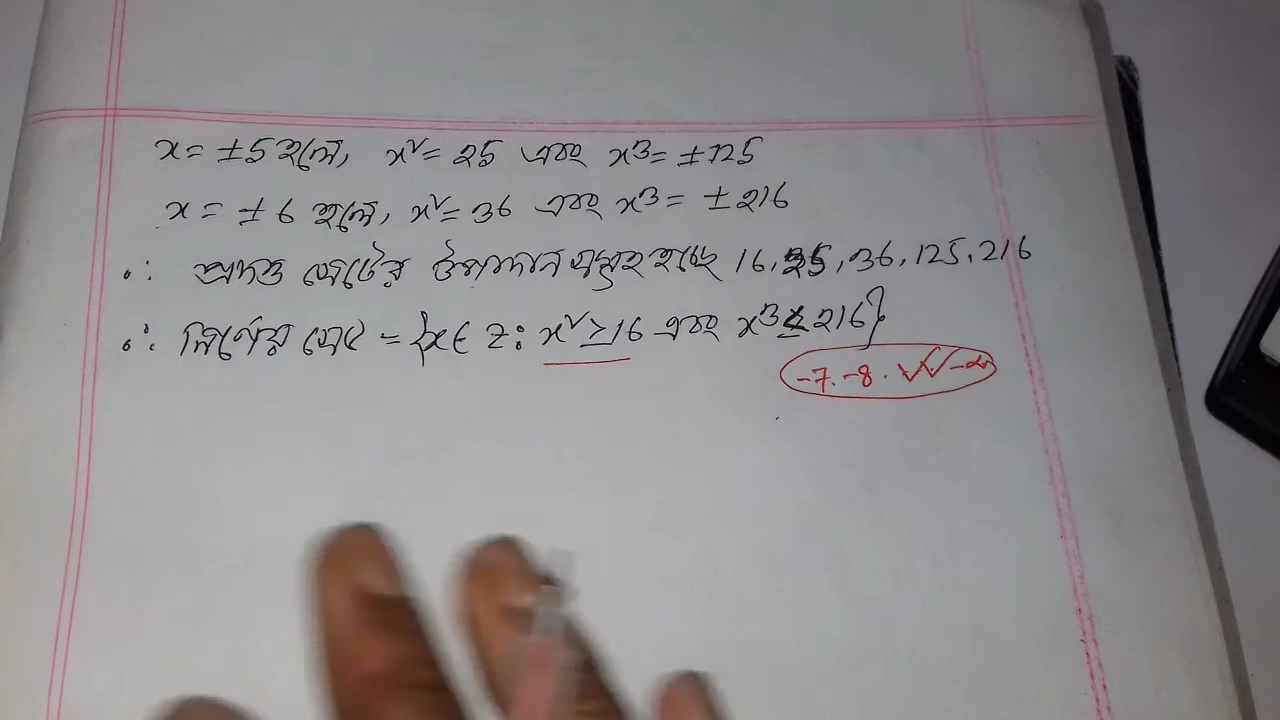 x = ±5 হলে, x² = 25 এবং x³ = ±125
x = ± 6 হলে, x² = 36 এবং x³ = ±216
∴ প্রদত্ত সেটের উপাদান সমূহ হচ্ছে 16, 25, 36, 125, 216
∴ নির্ণেয় সেট = {x ∈ Z : x² ≥ 16 এবং x³ ≤ 216}
-7. -8. ✓✓ -∞